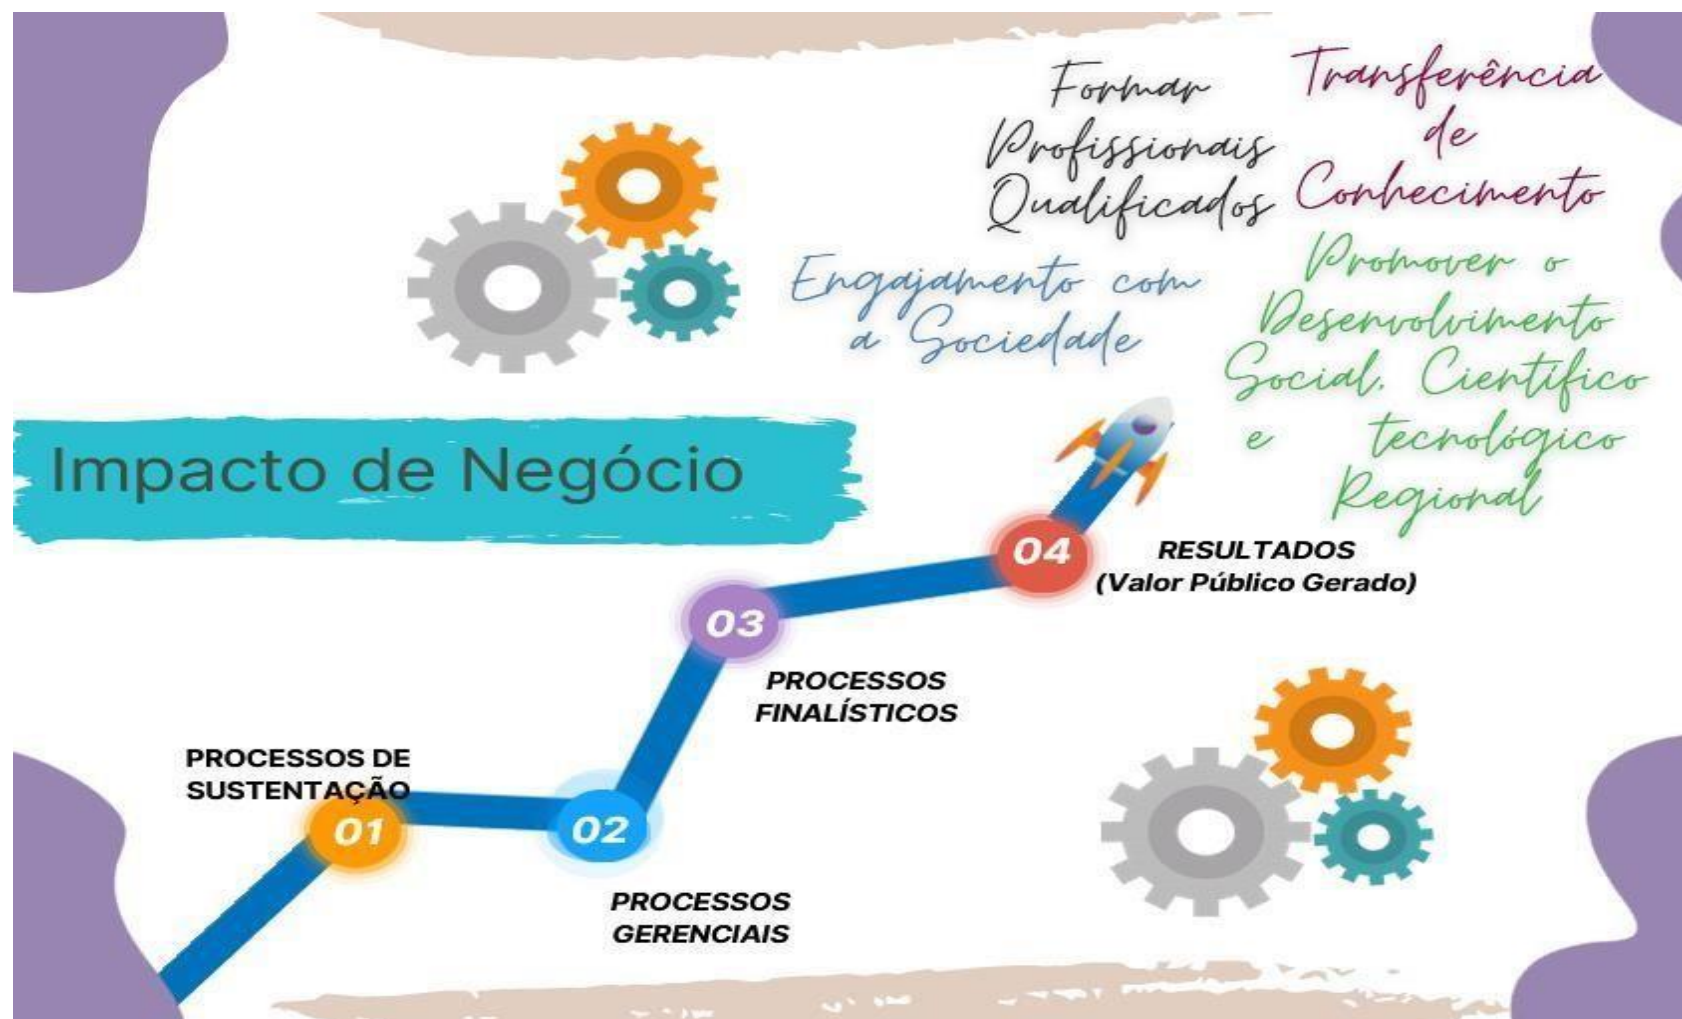 Formar
Profissionais
Qualificados
Transferência
de
Conhecimento
Engajamento com
a Sociedade
Promover o
Desenvolvimento
Social, Científico
e tecnológico
Regional
Impacto de Negócio
04
RESULTADOS
(Valor Público Gerado)
03
PROCESSOS
FINALÍSTICOS
PROCESSOS DE
SUSTENTAÇÃO
01
02
PROCESSOS
GERENCIAIS